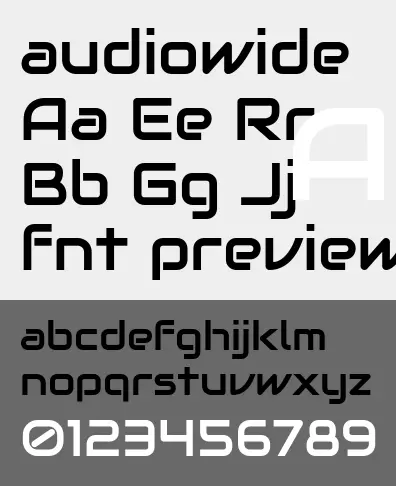 audiowide
Aa Ee Rr
A
Bb Gg Jj
fnt preview
abcdefghijklm
nopqrstuvwxyz
0123456789